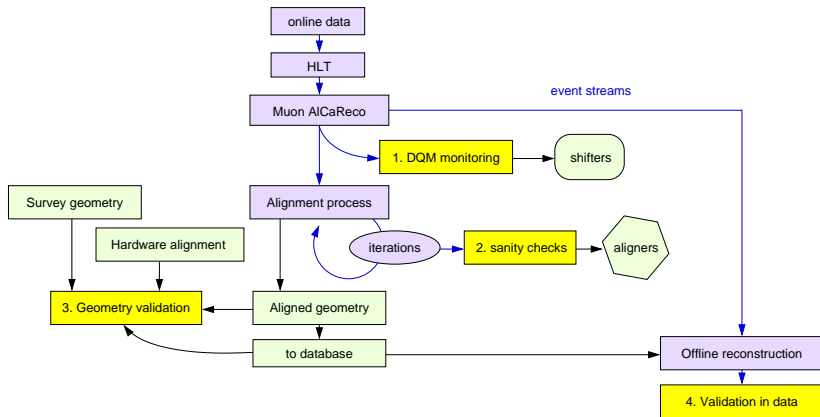 online data
HLT
Muon AlCaReco
event streams
1. DQM monitoring
shifters
Survey geometry
Alignment process
Hardware alignment
iterations
2. sanity checks
aligners
3. Geometry validation
Aligned geometry
to database
Offline reconstruction
4. Validation in data